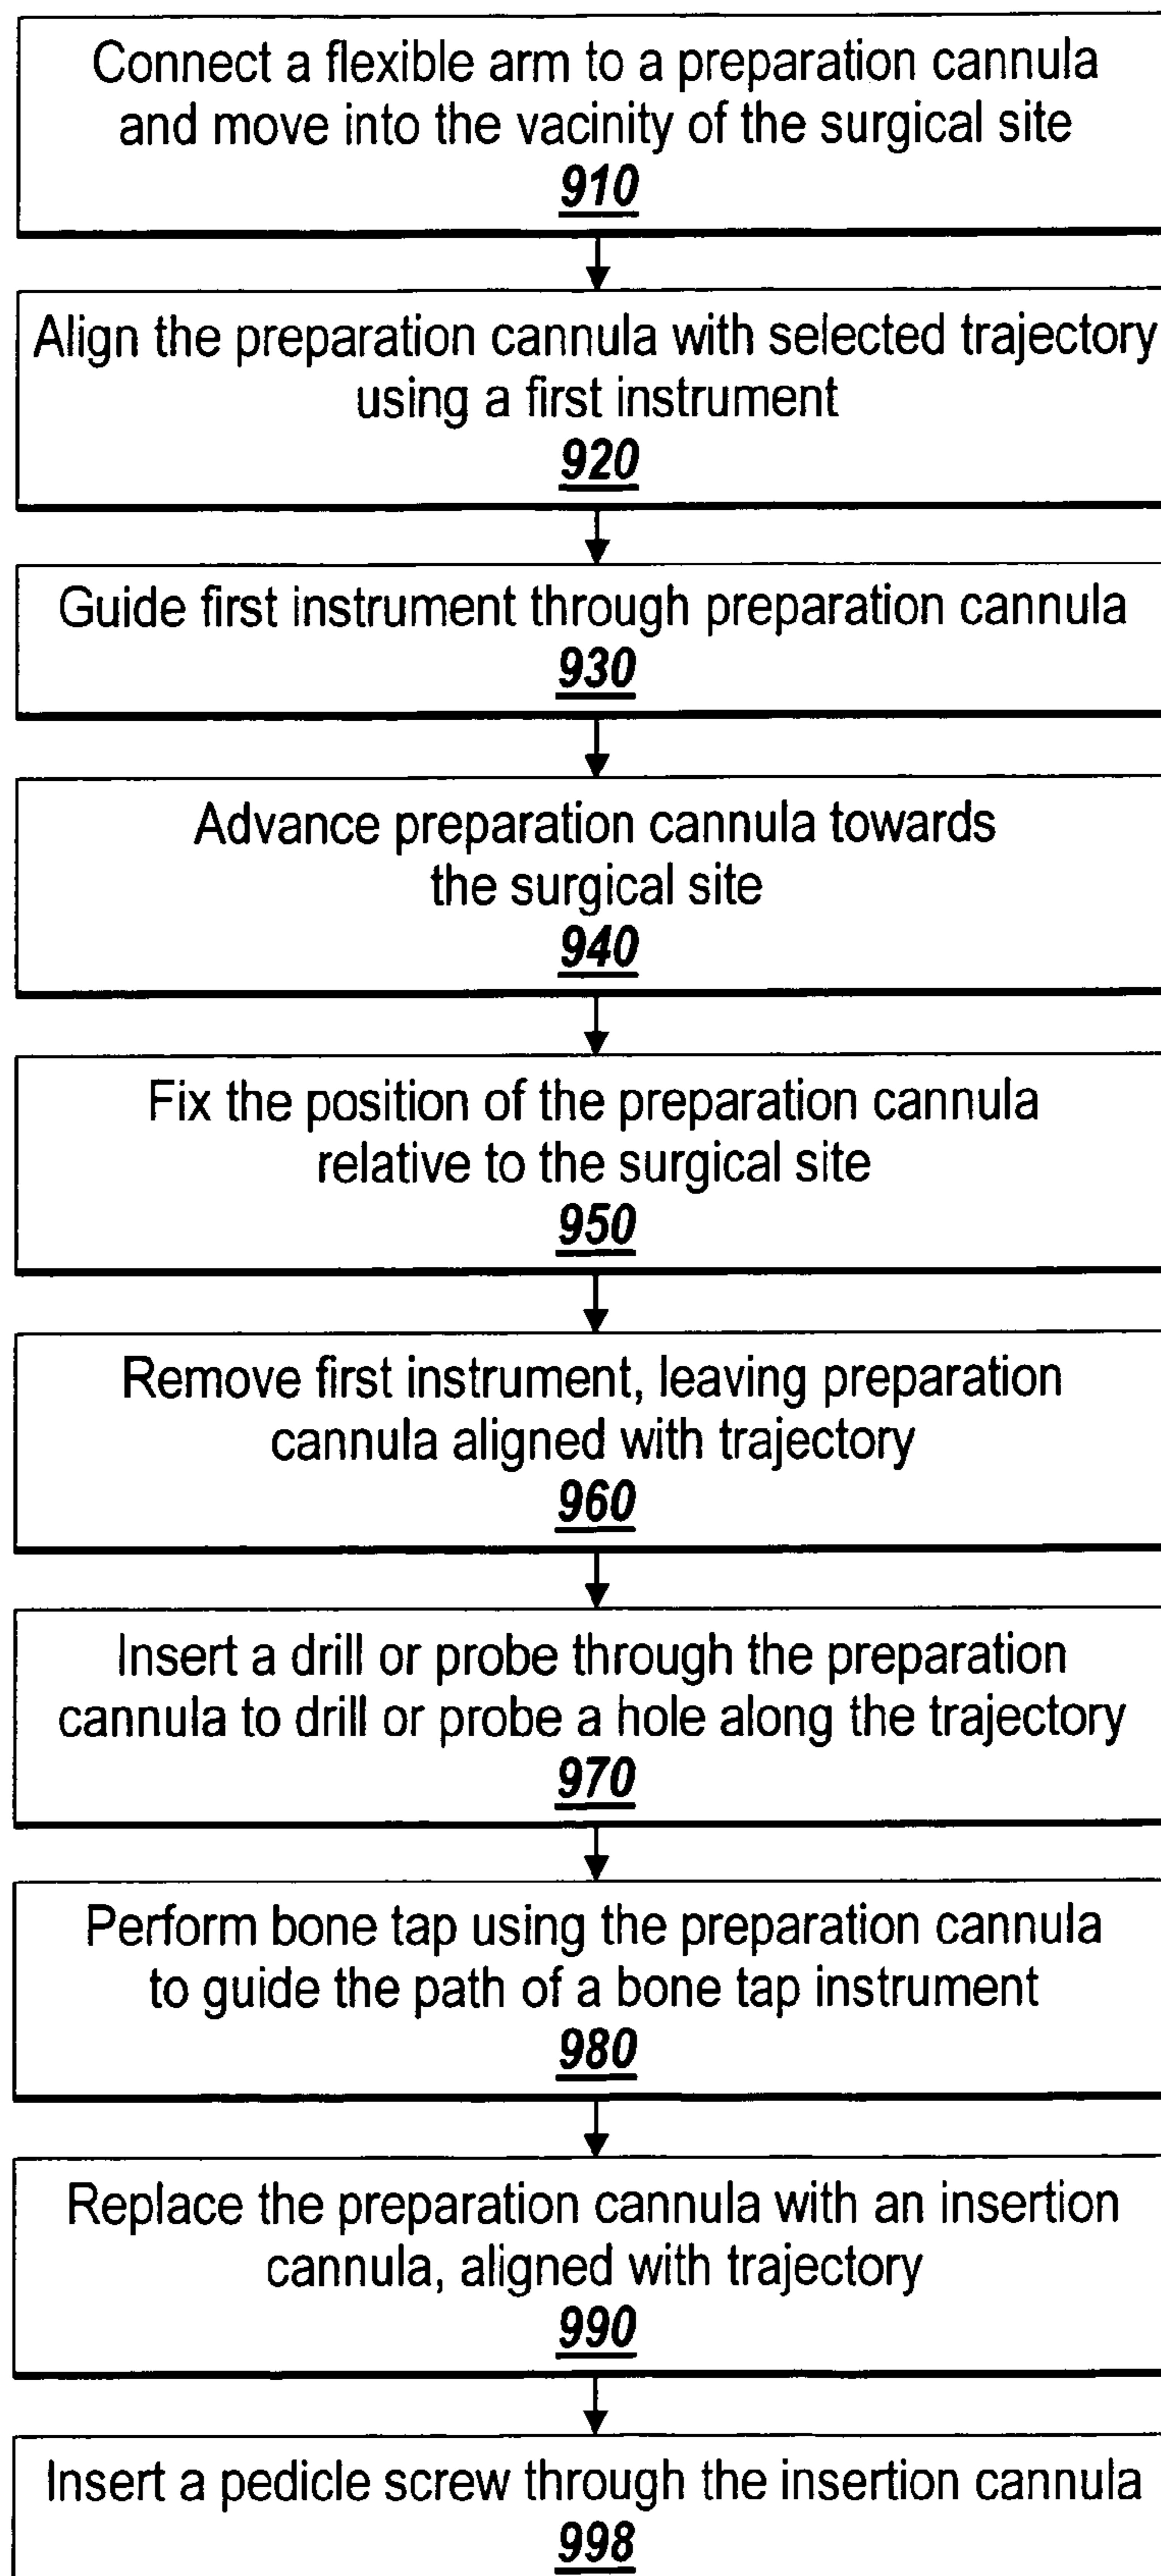 Connect a flexible arm to a preparation cannula
and move into the vacinity of the surgical site
910
Align the preparation cannula with selected trajectory
using a first instrument
920
Guide first instrument through preparation cannula
930
Advance preparation cannula towards
the surgical site
940
Fix the position of the preparation cannula
relative to the surgical site
950
Remove first instrument, leaving preparation
cannula aligned with trajectory
960
Insert a drill or probe through the preparation
cannula to drill or probe a hole along the trajectory
970
Perform bone tap using the preparation cannula
to guide the path of a bone tap instrument
980
Replace the preparation cannula with an insertion
cannula, aligned with trajectory
990
Insert a pedicle screw through the insertion cannula
998